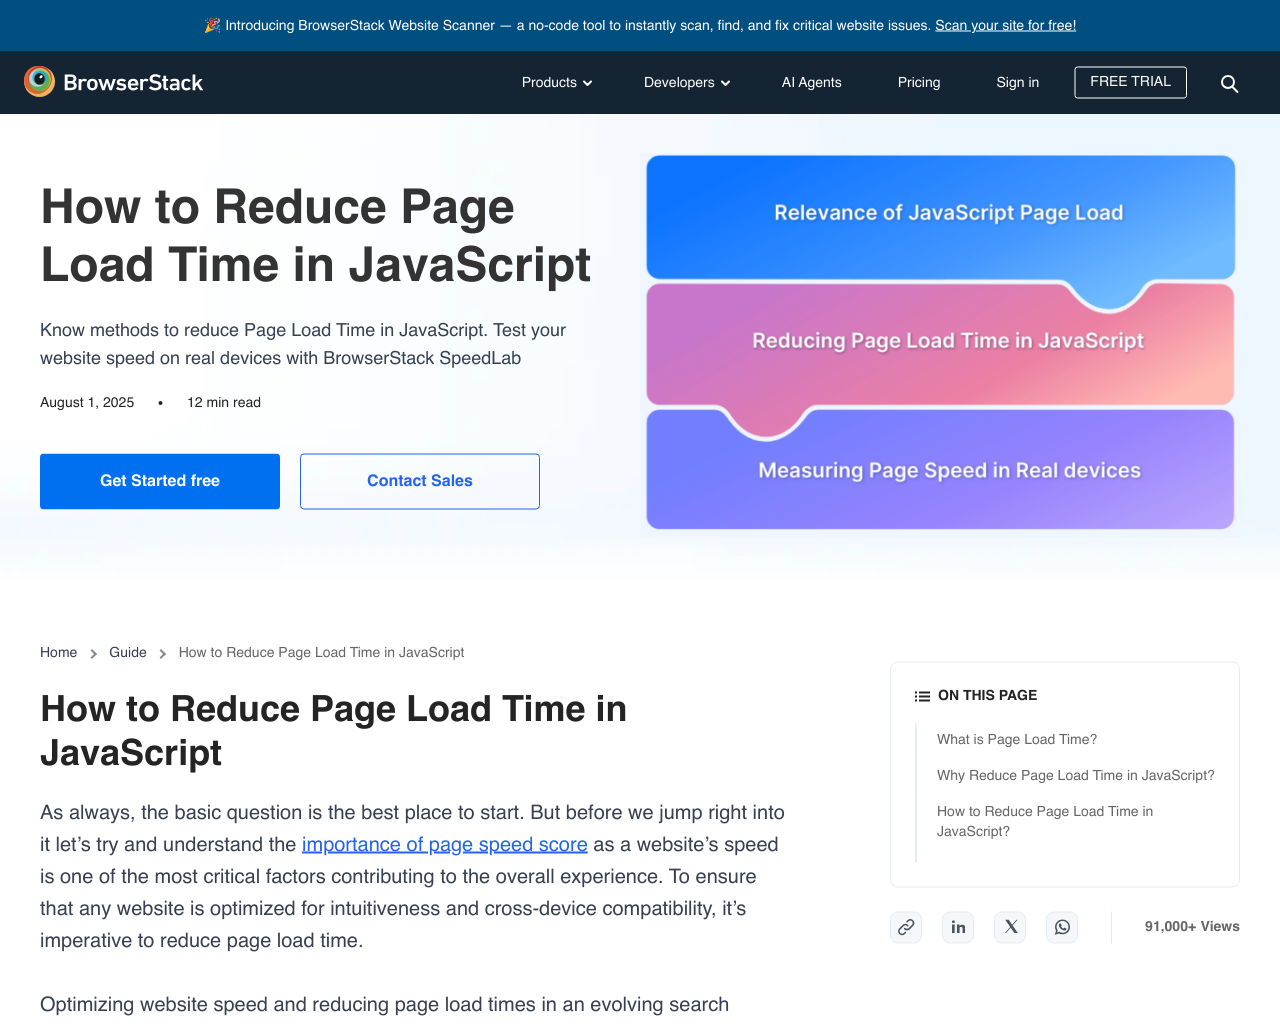 🎉 Introducing BrowserStack Website Scanner — a no-code tool to instantly scan, find, and fix critical website issues. Scan your site for free!
BrowserStack
Products
Developers
AI Agents
Pricing
Sign in
FREE TRIAL
How to Reduce Page
Load Time in JavaScript
Know methods to reduce Page Load Time in JavaScript. Test your
website speed on real devices with BrowserStack SpeedLab
August 1, 2025 • 12 min read
Get Started free
Contact Sales
Relevance of JavaScript Page Load
Reducing Page Load Time in JavaScript
Measuring Page Speed in Real devices
Home > Guide > How to Reduce Page Load Time in JavaScript
How to Reduce Page Load Time in
JavaScript
As always, the basic question is the best place to start. But before we jump right into
it let’s try and understand the importance of page speed score as a website’s speed
is one of the most critical factors contributing to the overall experience. To ensure
that any website is optimized for intuitiveness and cross-device compatibility, it’s
imperative to reduce page load time.
Optimizing website speed and reducing page load times in an evolving search
ON THIS PAGE
What is Page Load Time?
Why Reduce Page Load Time in JavaScript?
How to Reduce Page Load Time in
JavaScript?
91,000+ Views